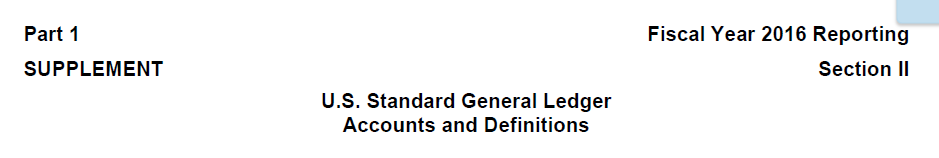 Part 1 Fiscal Year 2016 Reporting
SUPPLEMENT Section II
U.S. Standard General Ledger
Accounts and Definitions